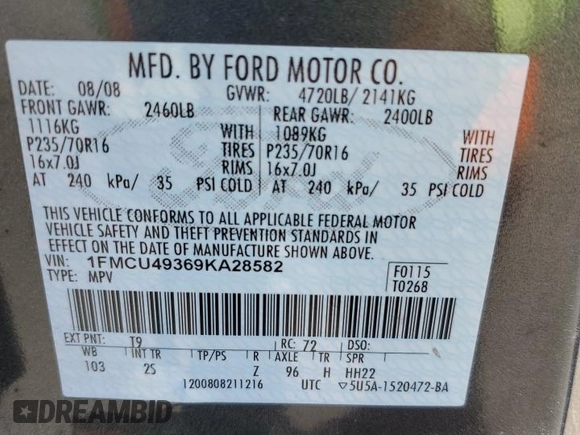 MFD. BY FORD MOTOR CO.
DATE: 08/08 GVWR: 4720LB/ 2141KG
FRONT GAWR: 2460LB REAR GAWR: 2400LB
1116KG WITH 1089KG WITH
P235/70R16 TIRES P235/70R16 TIRES
16x7.0J RIMS 16x7.0J RIMS
AT 240 kPa/ 35 PSI COLD AT 240 kPa/ 35 PSI COLD
THIS VEHICLE CONFORMS TO ALL APPLICABLE FEDERAL MOTOR
VEHICLE SAFETY AND THEFT PREVENTION STANDARDS IN
EFFECT ON THE DATE OF MANUFACTURE SHOWN ABOVE.
VIN: 1FMCU49369KA28582 F0115
TYPE: MPV T0268
EXT PNT: T9 RC: 72 DSO:
WB INT TR TP/PS R AXLE TR SPR
103 2S Z 96 H HH22
1200808211216 UTC ▽5U5A-1520472-BA
Ford
DREAMBID